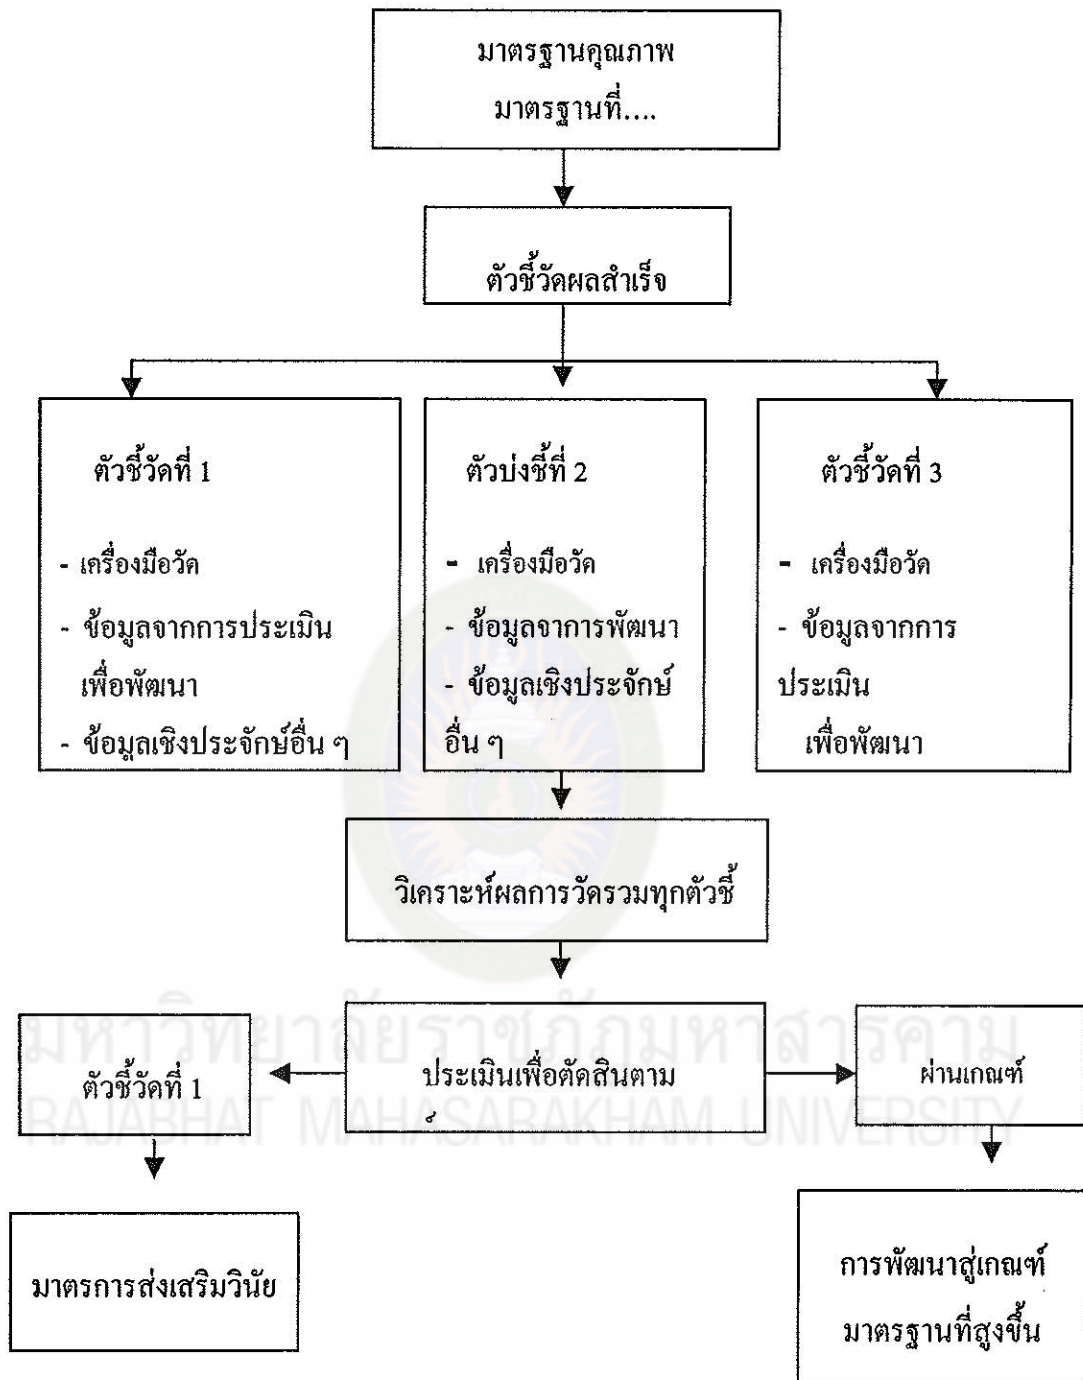 มาตรฐานคุณภาพ
มาตรฐานที่....
ตัวชี้วัดผลสำเร็จ
ตัวชี้วัดที่ 1
- เครื่องมือวัด
- ข้อมูลจากการประเมิน
เพื่อพัฒนา
- ข้อมูลเชิงประจักษ์อื่น ๆ
ตัวบ่งชี้ที่ 2
- เครื่องมือวัด
- ข้อมูลจาการพัฒนา
- ข้อมูลเชิงประจักษ์
อื่น ๆ
ตัวชี้วัดที่ 3
- เครื่องมือวัด
- ข้อมูลจากการ
ประเมิน
เพื่อพัฒนา
วิเคราะห์ผลการวัดรวมทุกตัวชี้
ตัวชี้วัดที่ 1
ประเมินเพื่อตัดสินตาม
ผ่านเกณฑ์
มาตรการส่งเสริมวินัย
การพัฒนาสู่เกณฑ์
มาตรฐานที่สูงขึ้น
มหาวิทยาลัยราชภัฏมหาสารคาม
RAJABHAT MAHASARAKHAM UNIVERSITY